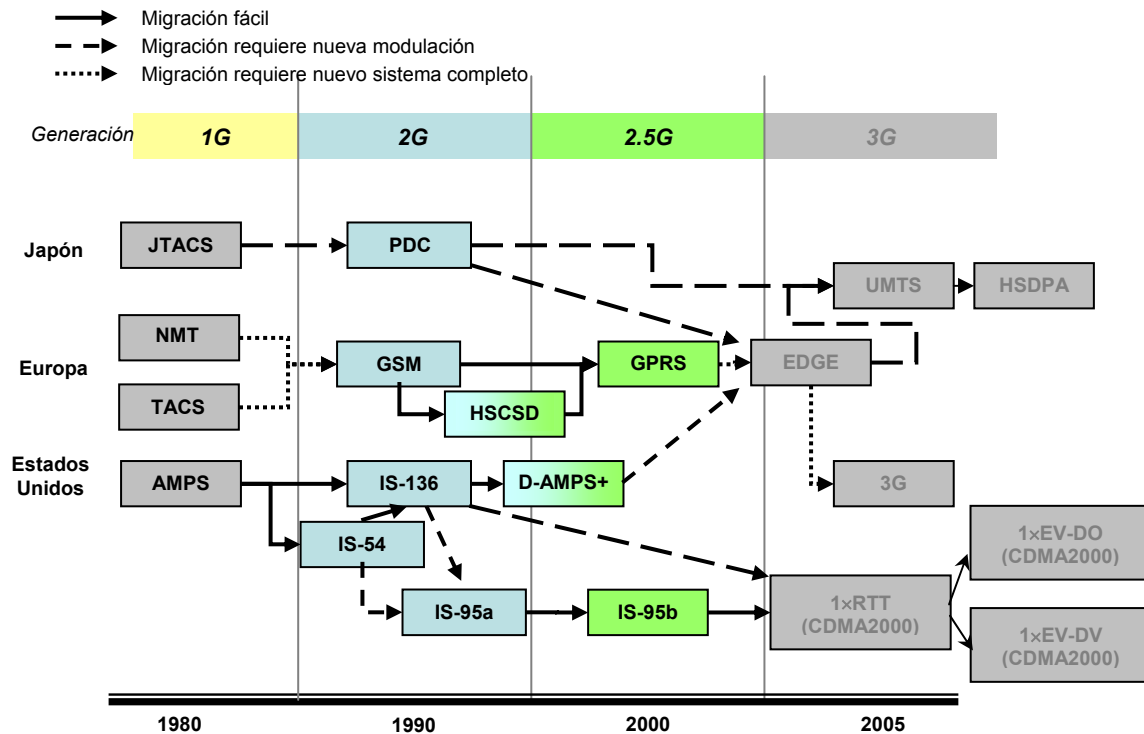 Migración fácil
Migración requiere nueva modulación
Migración requiere nuevo sistema completo
Generación
1G
2G
2.5G
3G
Japón
JTACS
PDC
UMTS
HSDPA
NMT
Europa
GSM
GPRS
EDGE
TACS
HSCSD
Estados
Unidos
AMPS
IS-136
D-AMPS+
3G
IS-54
1×EV-DO
(CDMA2000)
IS-95a
IS-95b
1×RTT
(CDMA2000)
1×EV-DV
(CDMA2000)
1980
1990
2000
2005